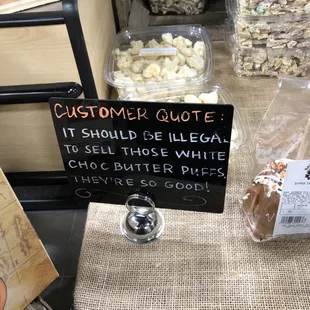 CUSTOMER QUOTE:
IT SHOULD BE ILLEGAL
TO SELL THOSE WHITE
CHOC BUTTER PUFFS,
THEY'RE SO GOOD!